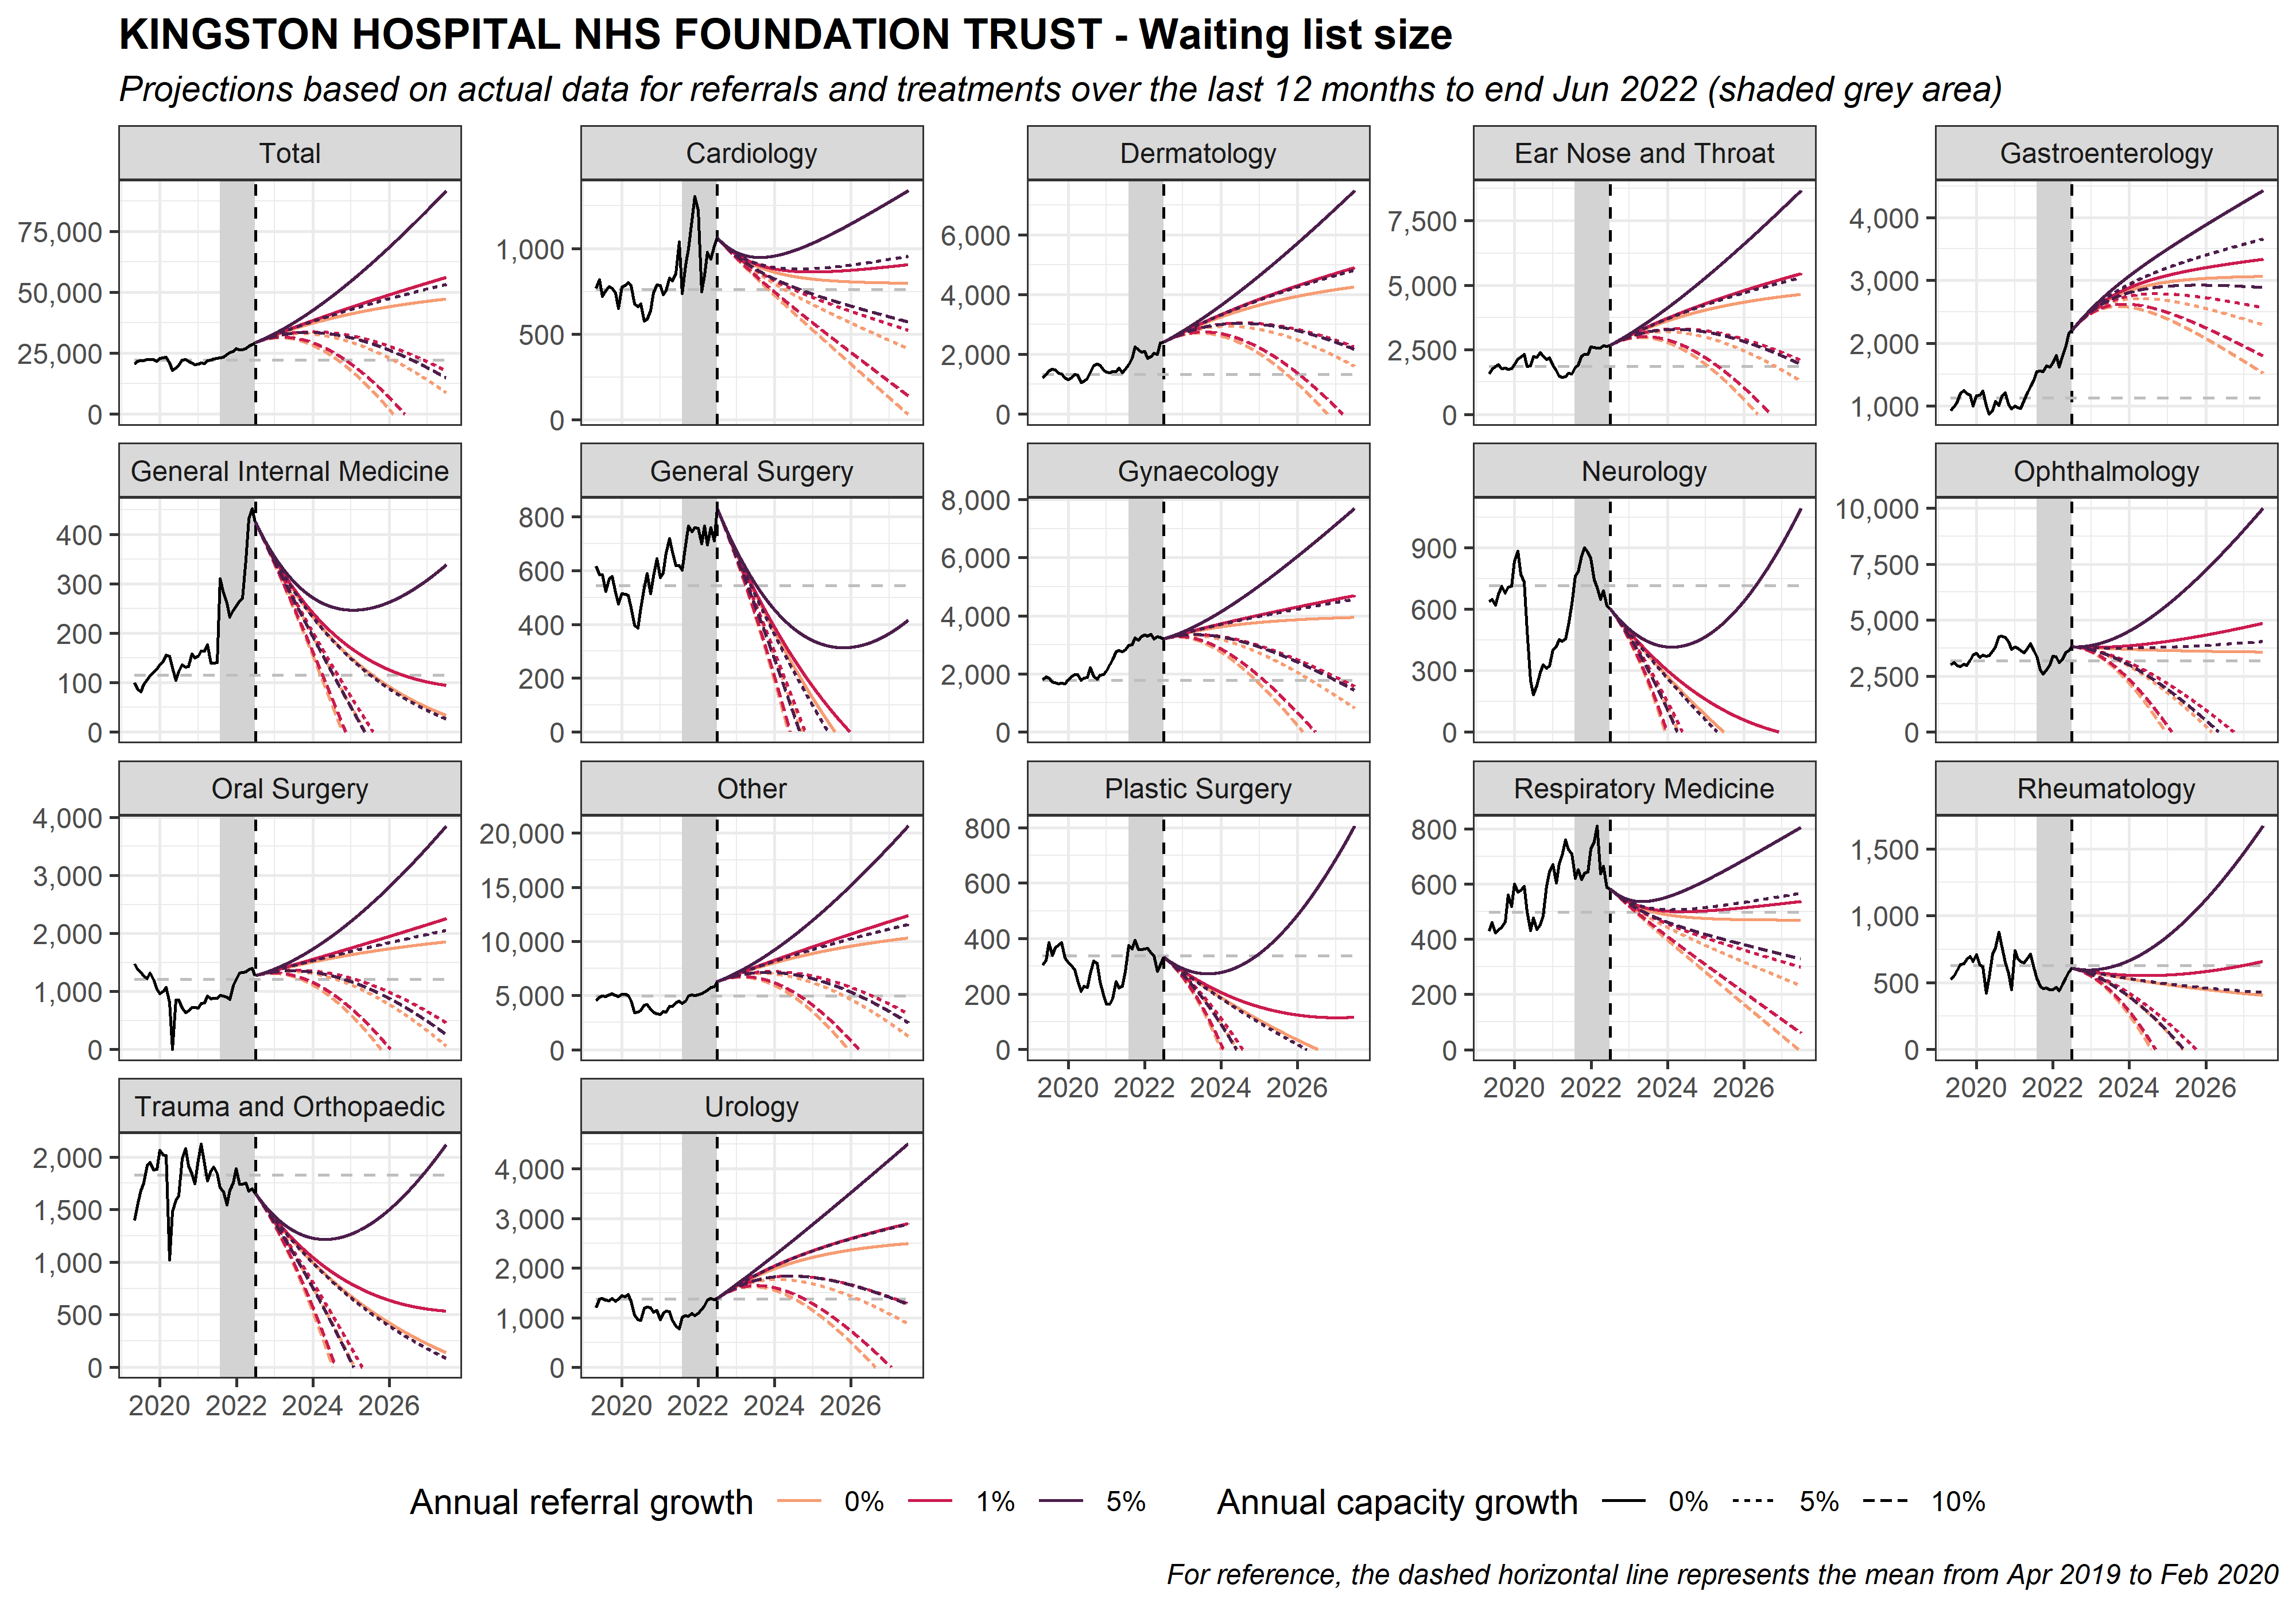 KINGSTON HOSPITAL NHS FOUNDATION TRUST - Waiting list size
Projections based on actual data for referrals and treatments over the last 12 months to end Jun 2022 (shaded grey area)
Total
Cardiology
Dermatology
Ear Nose and Throat
Gastroenterology
75,000
50,000
25,000
0
1,000
500
0
6,000
4,000
2,000
0
7,500
5,000
2,500
0
4,000
3,000
2,000
1,000
General Internal Medicine
General Surgery
Gynaecology
Neurology
Ophthalmology
400
300
200
100
0
800
600
400
200
0
8,000
6,000
4,000
2,000
0
900
600
300
0
10,000
7,500
5,000
2,500
0
Oral Surgery
Other
Plastic Surgery
Respiratory Medicine
Rheumatology
4,000
3,000
2,000
1,000
0
20,000
15,000
10,000
5,000
0
800
600
400
200
0
800
600
400
200
0
1,500
1,000
500
0
2020 2022 2024 2026
2020 2022 2024 2026
2020 2022 2024 2026
Trauma and Orthopaedic
Urology
2,000
1,500
1,000
500
0
4,000
3,000
2,000
1,000
0
2020 2022 2024 2026
2020 2022 2024 2026
Annual referral growth 0% 1% 5% Annual capacity growth 0% 5% 10%
For reference, the dashed horizontal line represents the mean from Apr 2019 to Feb 2020